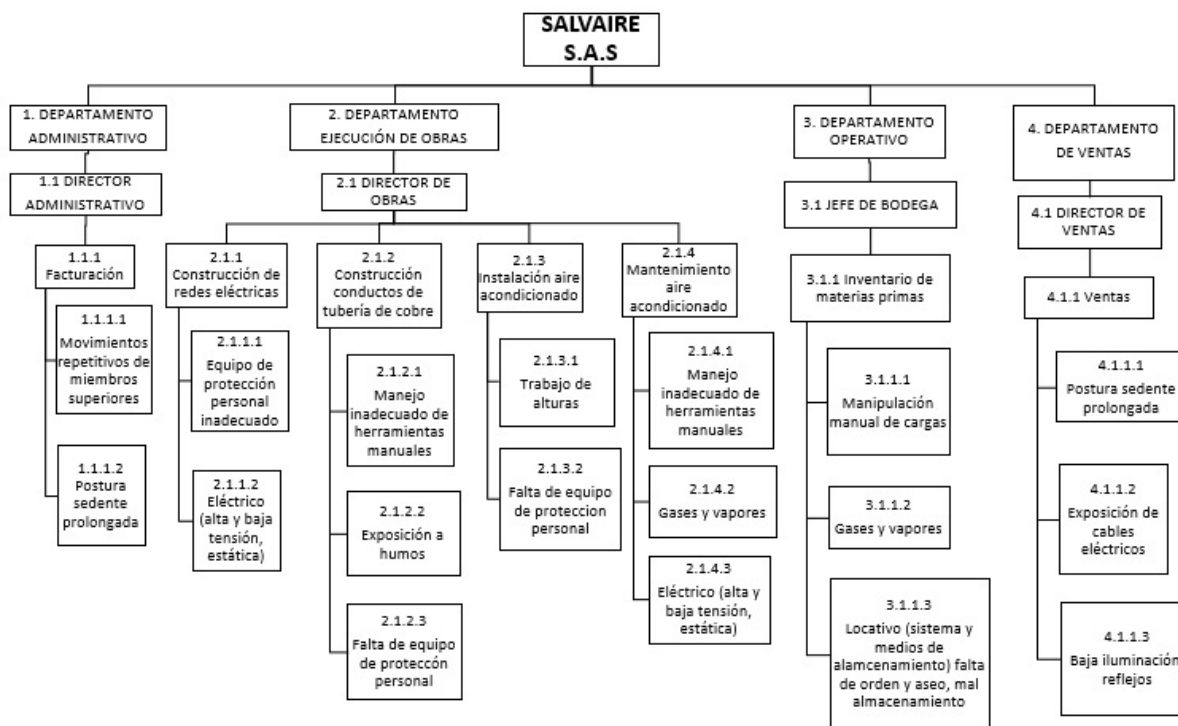 SALVAIRE
S.A.S
1. DEPARTAMENTO
ADMINISTRATIVO
2. DEPARTAMENTO
EJECUCIÓN DE OBRAS
3. DEPARTAMENTO
OPERATIVO
4. DEPARTAMENTO
DE VENTAS
1.1 DIRECTOR
ADMINISTRATIVO
2.1 DIRECTOR DE
OBRAS
3.1 JEFE DE BODEGA
4.1 DIRECTOR DE
VENTAS
1.1.1
Facturación
2.1.1
Construcción de
redes eléctricas
2.1.2
Construcción
conductos de
tubería de cobre
2.1.3
Instalación aire
acondicionado
2.1.4
Mantenimiento
aire
acondicionado
3.1.1 Inventario de
materias primas
4.1.1 Ventas
1.1.1.1
Movimientos
repetitivos de
miembros
superiores
1.1.1.2
Postura
sedente
prolongada
2.1.1.1
Equipo de
protección
personal
inadecuado
2.1.1.2
Eléctrico
(alta y baja
tensión,
estática)
2.1.2.1
Manejo
inadecuado de
herramientas
manuales
2.1.2.2
Exposición a
humos
2.1.2.3
Falta de equipo
de proteccón
personal
2.1.3.1
Trabajo de
alturas
2.1.3.2
Falta de equipo
de proteccion
personal
2.1.4.1
Manejo
inadecuado de
herramientas
manuales
2.1.4.2
Gases y vapores
2.1.4.3
Eléctrico (alta y
baja tensión,
estática)
3.1.1.1
Manipulación
manual de cargas
3.1.1.2
Gases y vapores
3.1.1.3
Locativo (sistema y
medios de
alamcenamiento) falta
de orden y aseo, mal
almacenamiento
4.1.1.1
Postura sedente
prolongada
4.1.1.2
Exposición de
cables
eléctricos
4.1.1.3
Baja iluminación
reflejos